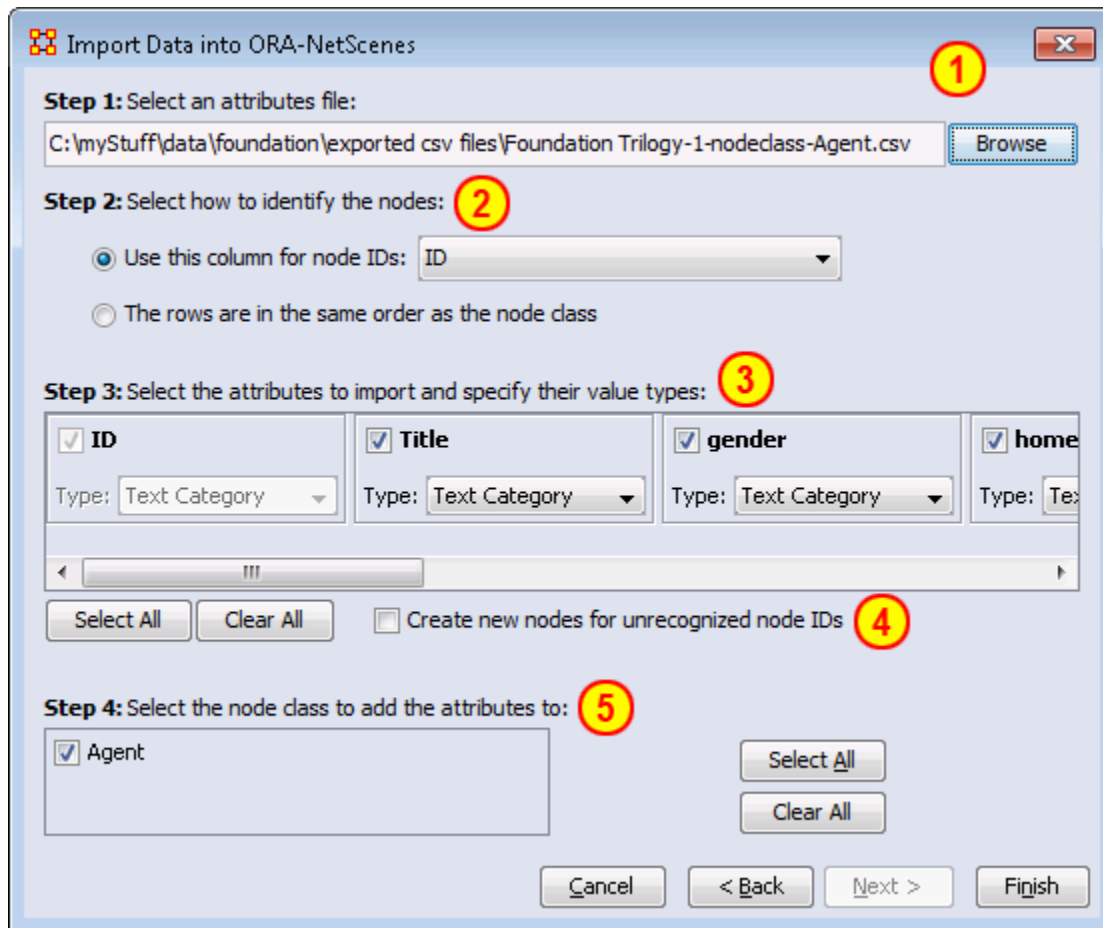 Import Data into ORA-NetScenes
1
Step 1: Select an attributes file:
C:\myStuff\data\foundation\exported csv files\Foundation Trilogy-1-nodeclass-Agent.csv Browse
Step 2: Select how to identify the nodes: 2
Use this column for node IDs: ID
The rows are in the same order as the node class
Step 3: Select the attributes to import and specify their value types: 3
ID Title gender home
Type: Text Category Type: Text Category Type: Text Category Type: Te
Select All Clear All Create new nodes for unrecognized node IDs 4
Step 4: Select the node class to add the attributes to: 5
Agent
Select All
Clear All
Cancel < Back Next > Finish